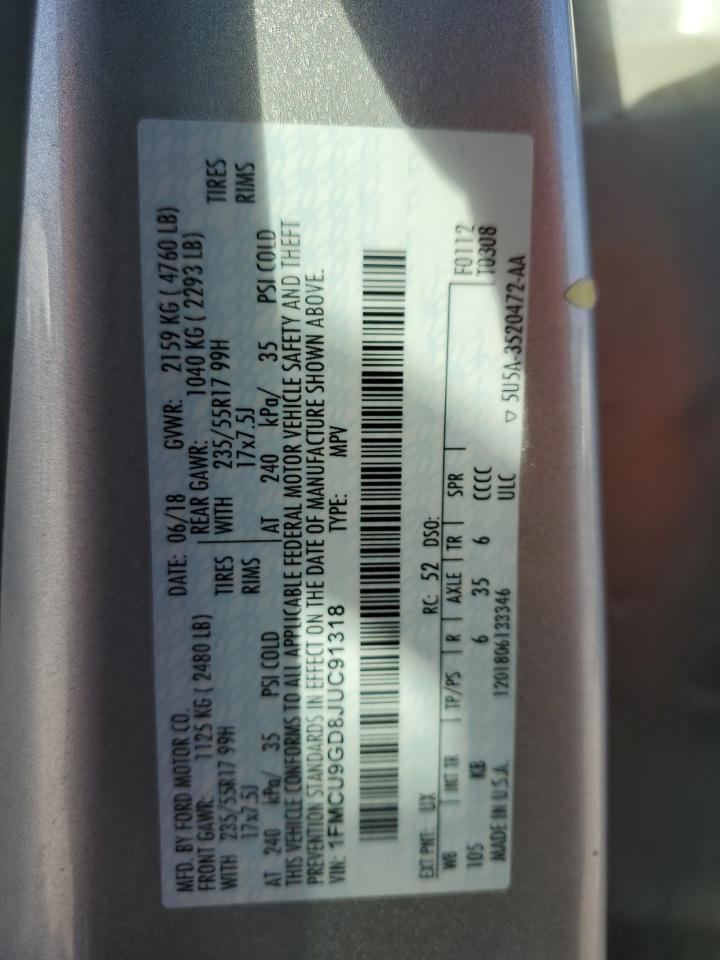 MFD. BY FORD MOTOR CO.
DATE: 06/18 GVWR: 2159 KG ( 4760 LB)
FRONT GAWR: 1125 KG ( 2480 LB) REAR GAWR: 1040 KG ( 2293 LB)
WITH 235/55R17 99H TIRES WITH 235/55R17 99H TIRES
17x7.5J RIMS 17x7.5J RIMS
AT 240 kPa/ 35 PSI COLD AT 240 kPa/ 35 PSI COLD
THIS VEHICLE CONFORMS TO ALL APPLICABLE FEDERAL MOTOR VEHICLE SAFETY AND THEFT
PREVENTION STANDARDS IN EFFECT ON THE DATE OF MANUFACTURE SHOWN ABOVE.
VIN: 1FMCU9GD8JUC91318 TYPE: MPV
EXT PNT: UX RC: 52 DSO: F0112
WB INT TR TP/PS R AXLE TR SPR T0308
105 KB 6 35 6 CCCC
MADE IN U.S.A. 1201806133346 ULC ▽ 5U5A-3520472-AA